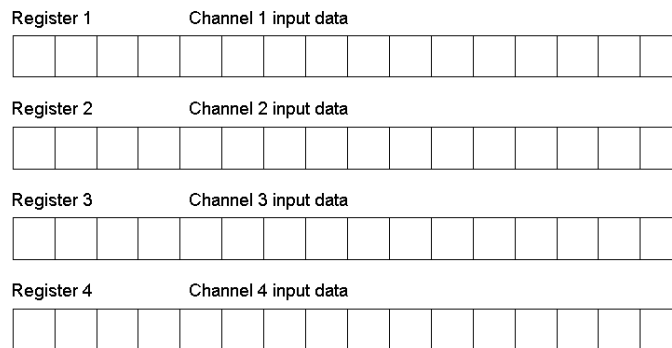 Register 1 Channel 1 input data
Register 2 Channel 2 input data
Register 3 Channel 3 input data
Register 4 Channel 4 input data